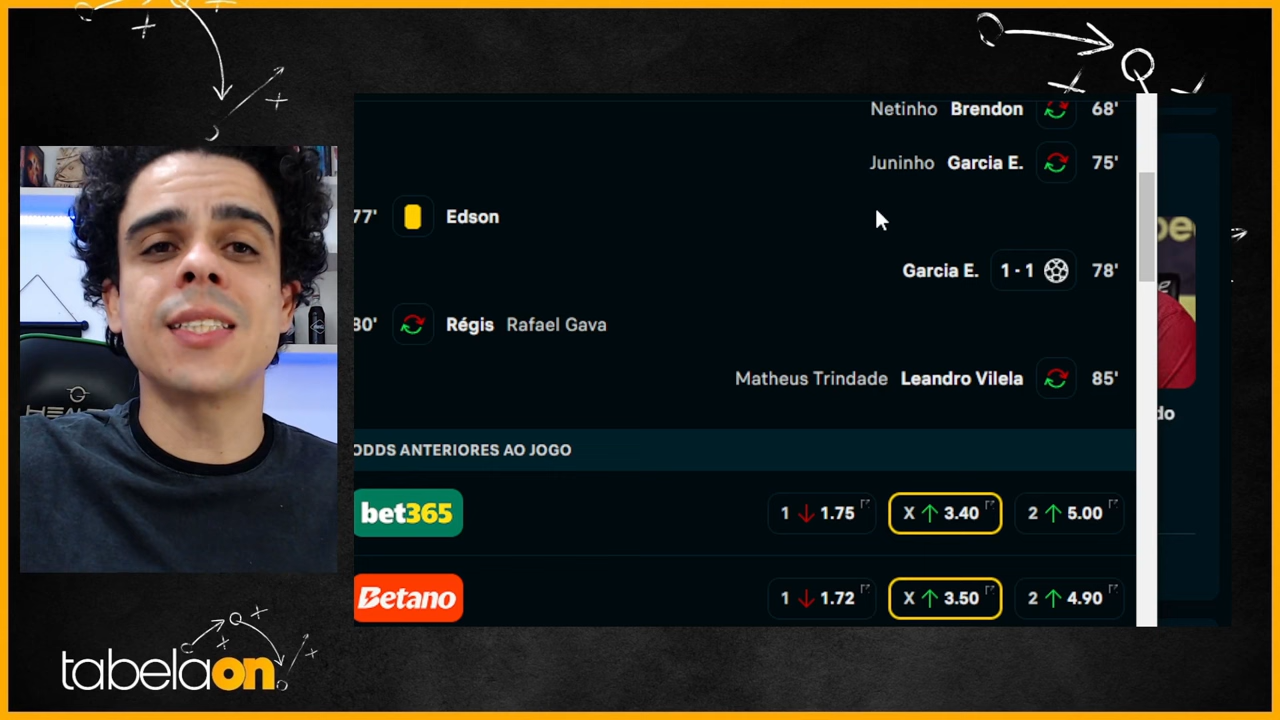 Netinho Brendon 68'
Juninho Garcia E. 75'
77' Edson
Garcia E. 1 - 1 78'
80' Régis Rafael Gava
Matheus Trindade Leandro Vilela 85'
ODDS ANTERIORES AO JOGO
bet365 1 1.75 X 3.40 2 5.00
Betano 1 1.72 X 3.50 2 4.90
do
tabelaon